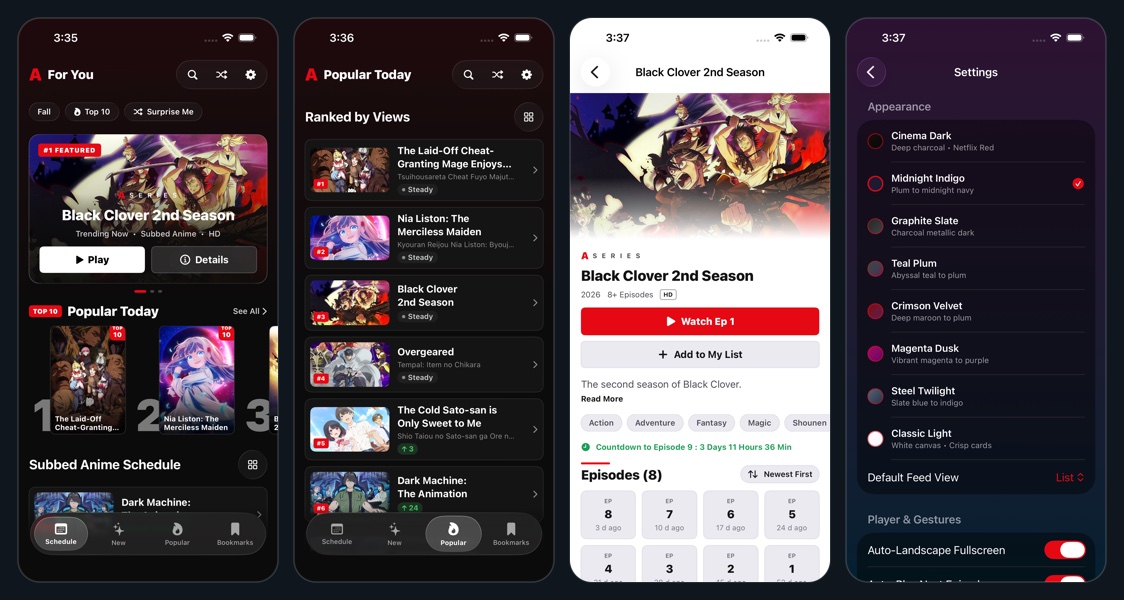 3:35
A For You
Fall
Top 10
Surprise Me
#1 FEATURED
SERIE
Black Clover 2nd Season
Trending Now • Subbed Anime • HD
Play
Details
TOP 10 Popular Today
See All
TOP 10
1
The Laid-Off
Cheat-Granting...
TOP 10
2
Nia Liston: The
Merciless Maiden
3
Subbed Anime Schedule
Dark Machine:
Schedule
New
Popular
Bookmarks
3:36
A Popular Today
Ranked by Views
#1
The Laid-Off Cheat-
Granting Mage Enjoys...
Tsuihousareta Cheat Fuyo Majut...
• Steady
#2
Nia Liston: The
Merciless Maiden
Kyouran Reijou Nia Liston: Byouj...
• Steady
#3
Black Clover
2nd Season
• Steady
#4
Overgeared
Tempal: Item no Chikara
• Steady
#5
The Cold Sato-san is
Only Sweet to Me
Shio Taiou no Sato-san ga Ore n...
↑ 3
#6
Dark Machine:
The Animation
↑ 24
Schedule
New
Popular
Bookmarks
3:37
Black Clover 2nd Season
A SERIES
Black Clover 2nd Season
2026 8+ Episodes HD
Watch Ep 1
+ Add to My List
The second season of Black Clover.
Read More
Action
Adventure
Fantasy
Magic
Shounen
Countdown to Episode 9 : 3 Days 11 Hours 36 Min
Episodes (8)
Newest First
EP
8
3 d ago
EP
7
10 d ago
EP
6
17 d ago
EP
5
24 d ago
EP
4
EP
3
EP
2
EP
1
3:37
Settings
Appearance
Cinema Dark
Deep charcoal • Netflix Red
Midnight Indigo
Plum to midnight navy
Graphite Slate
Charcoal metallic dark
Teal Plum
Abyssal teal to plum
Crimson Velvet
Deep maroon to plum
Magenta Dusk
Vibrant magenta to purple
Steel Twilight
Slate blue to indigo
Classic Light
White canvas • Crisp cards
Default Feed View
List
Player & Gestures
Auto-Landscape Fullscreen